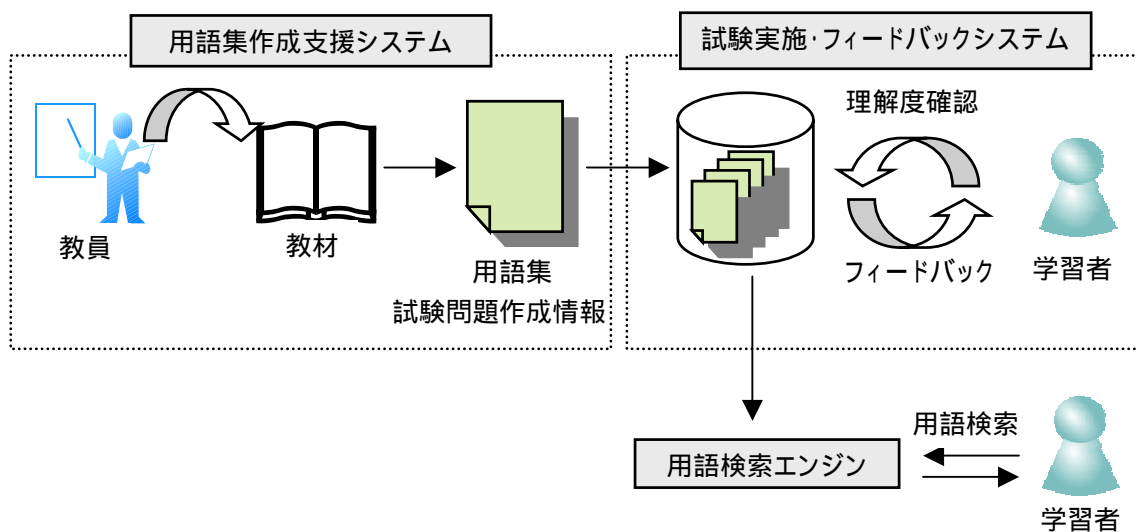 用語集作成支援システム
試験実施・フィードバックシステム
教員
教材
用語集
試験問題作成情報
理解度確認
フィードバック
学習者
用語検索エンジン
用語検索
学習者